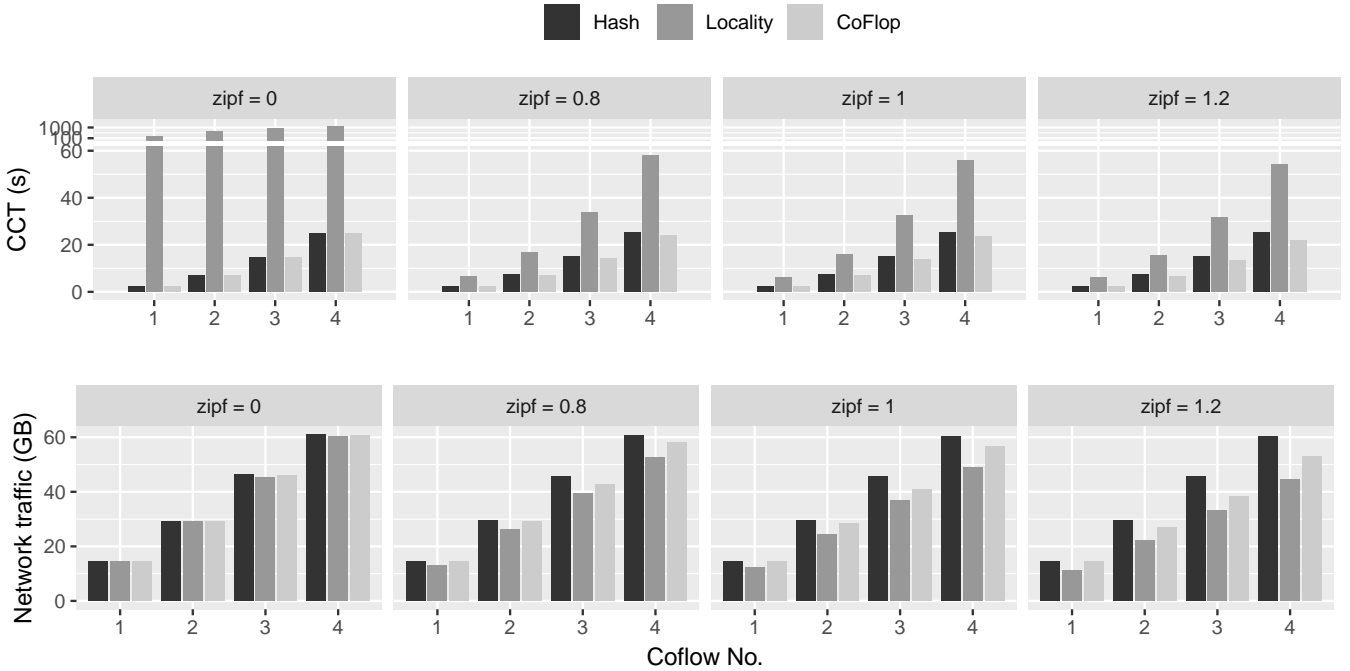 Hash Locality CoFlop
zipf = 0 zipf = 0.8 zipf = 1 zipf = 1.2
CCT (s)
1000
100
60
40
20
0
1 2 3 4 1 2 3 4 1 2 3 4 1 2 3 4
zipf = 0 zipf = 0.8 zipf = 1 zipf = 1.2
Network traffic (GB)
60
40
20
0
1 2 3 4 1 2 3 4 1 2 3 4 1 2 3 4
Coflow No.